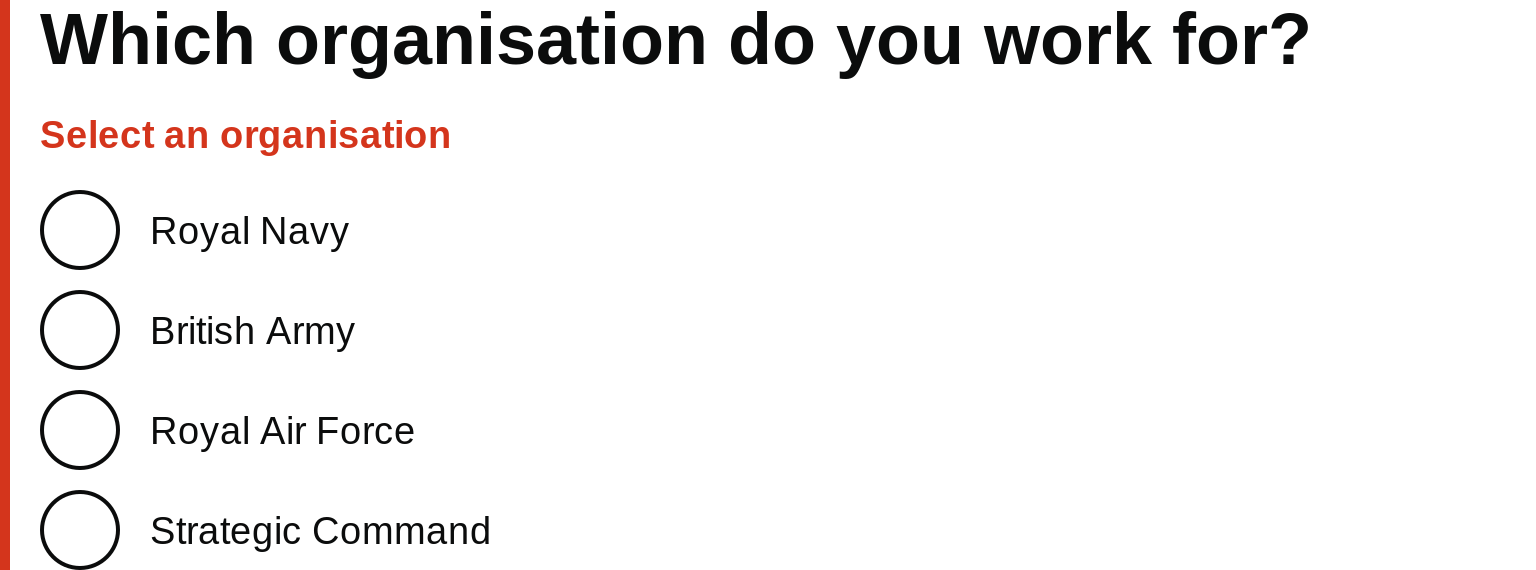 Which organisation do you work for?
Select an organisation
Royal Navy
British Army
Royal Air Force
Strategic Command